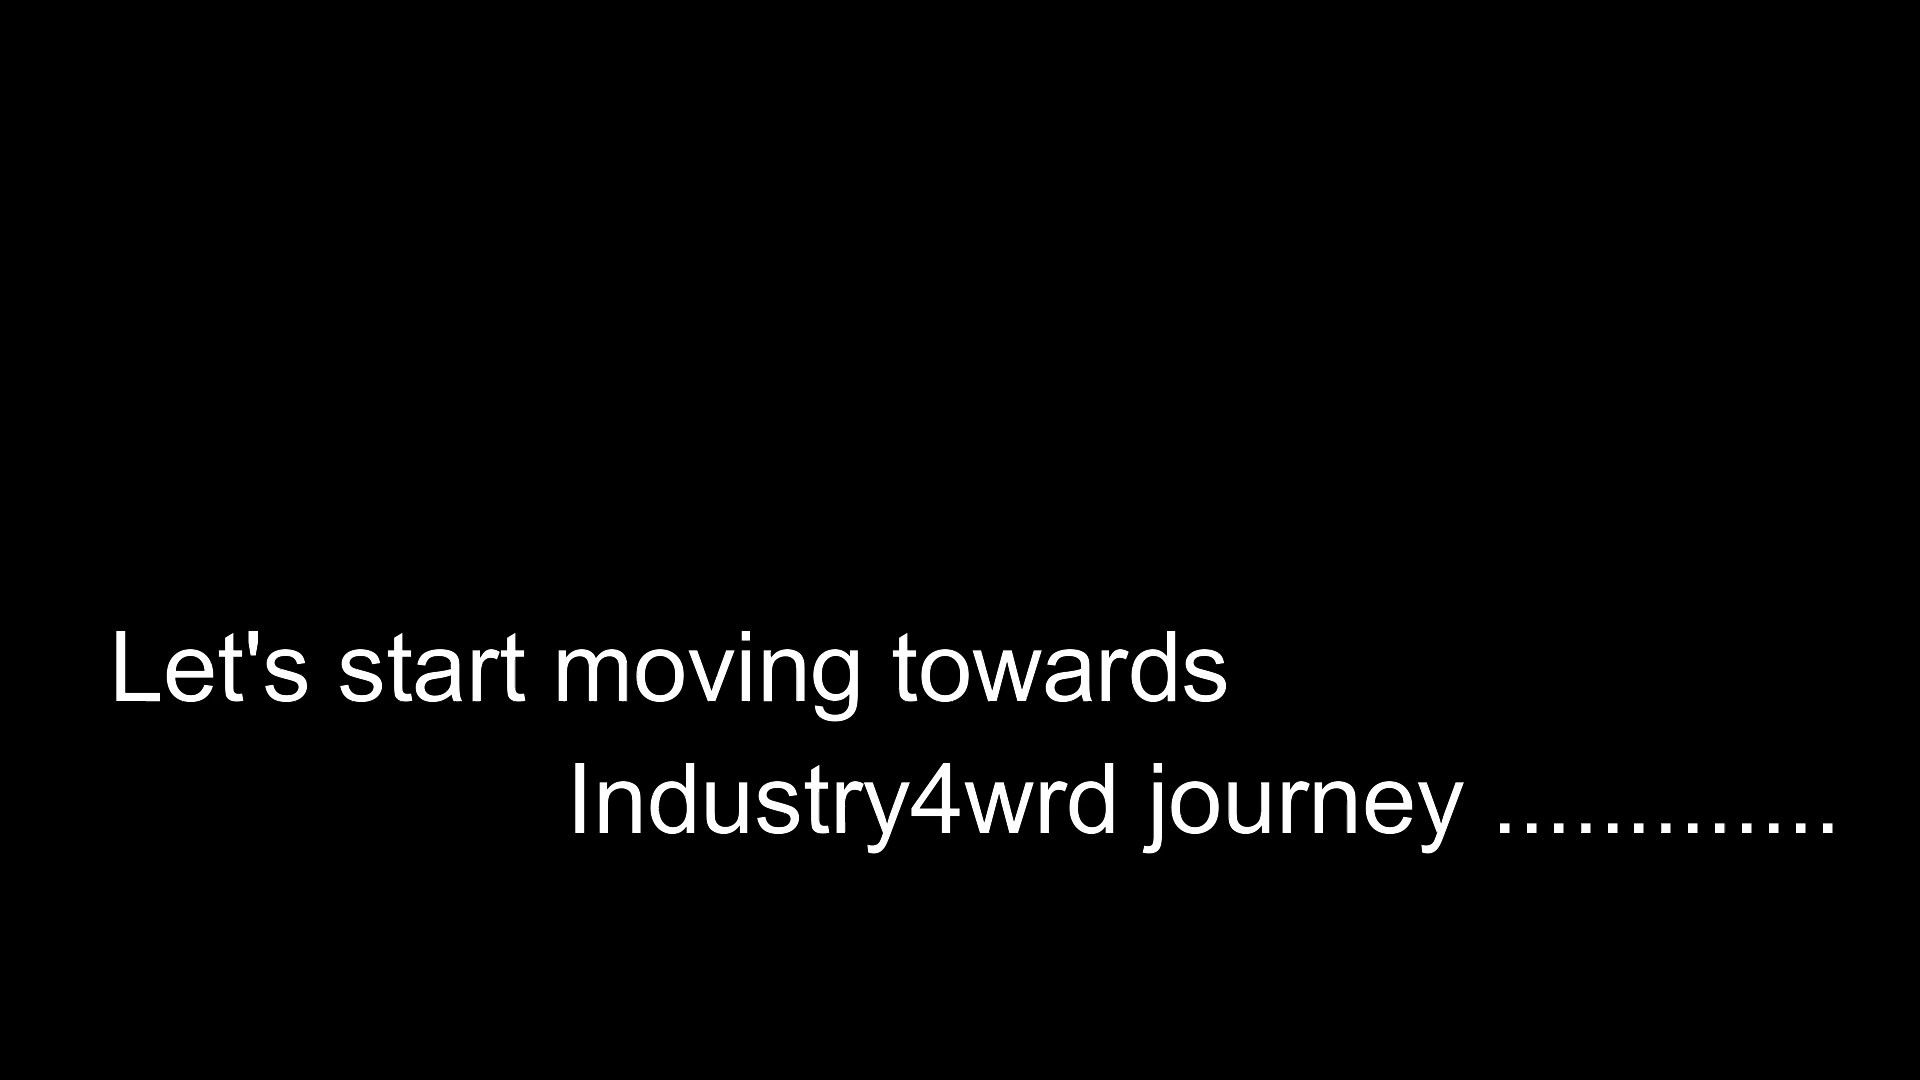 Let's start moving towards
Industry4wrd journey .............